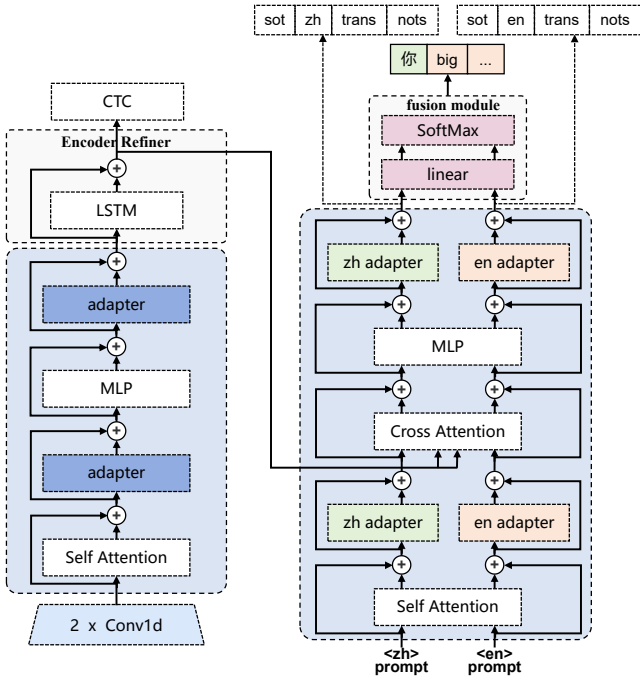 sot zh trans nots
sot en trans nots
你 big ...
CTC
fusion module
SoftMax
linear
Encoder Refiner
LSTM
adapter
MLP
adapter
Self Attention
2 x Conv1d
zh adapter
en adapter
MLP
Cross Attention
zh adapter
en adapter
Self Attention
<zh>
prompt
<en>
prompt